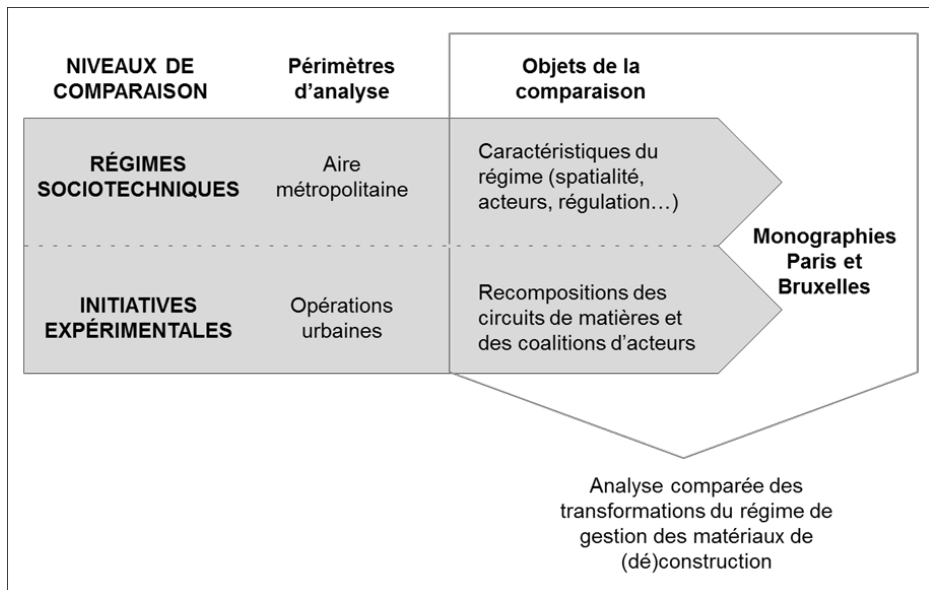 NIVEAUX DE
COMPARAISON
Périmètres
d'analyse
Objets de la
comparaison
RÉGIMES
SOCIOTECHNIQUES
Aire
métropolitaine
Caractéristiques du
régime (spatialité,
acteurs, régulation…)
INITIATIVES
EXPÉRIMENTALES
Opérations
urbaines
Recompositions des
circuits de matières et
des coalitions d'acteurs
Monographies
Paris et
Bruxelles
Analyse comparée des
transformations du régime de
gestion des matériaux de
(dé)construction